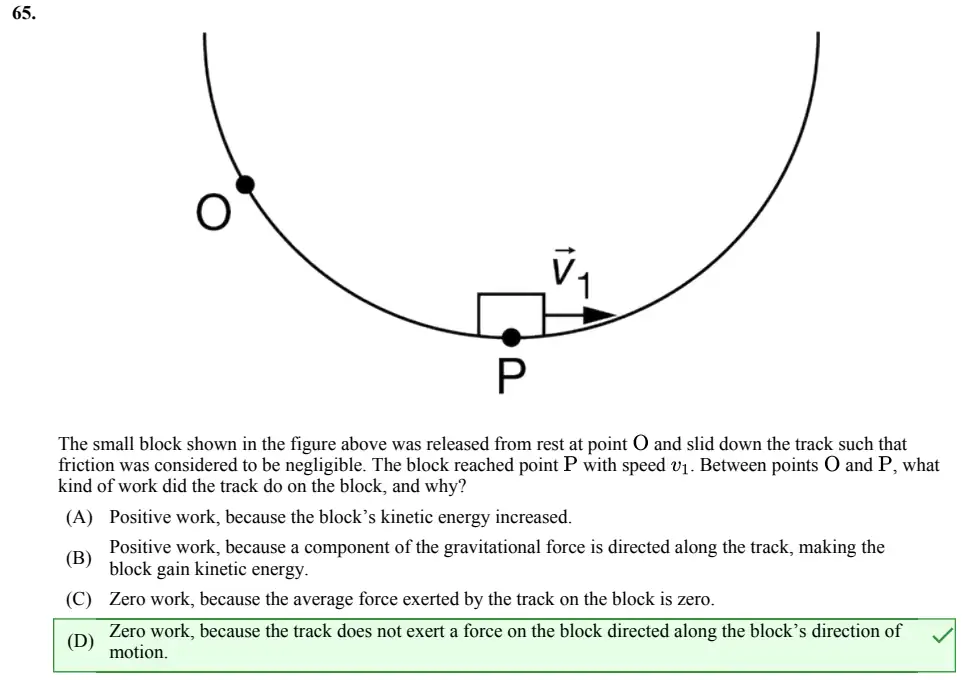 65.
O
v⃗1
P
The small block shown in the figure above was released from rest at point O and slid down the track such that
friction was considered to be negligible. The block reached point P with speed v1. Between points O and P, what
kind of work did the track do on the block, and why?
(A) Positive work, because the block's kinetic energy increased.
(B) Positive work, because a component of the gravitational force is directed along the track, making the
block gain kinetic energy.
(C) Zero work, because the average force exerted by the track on the block is zero.
(D) Zero work, because the track does not exert a force on the block directed along the block's direction of
motion.